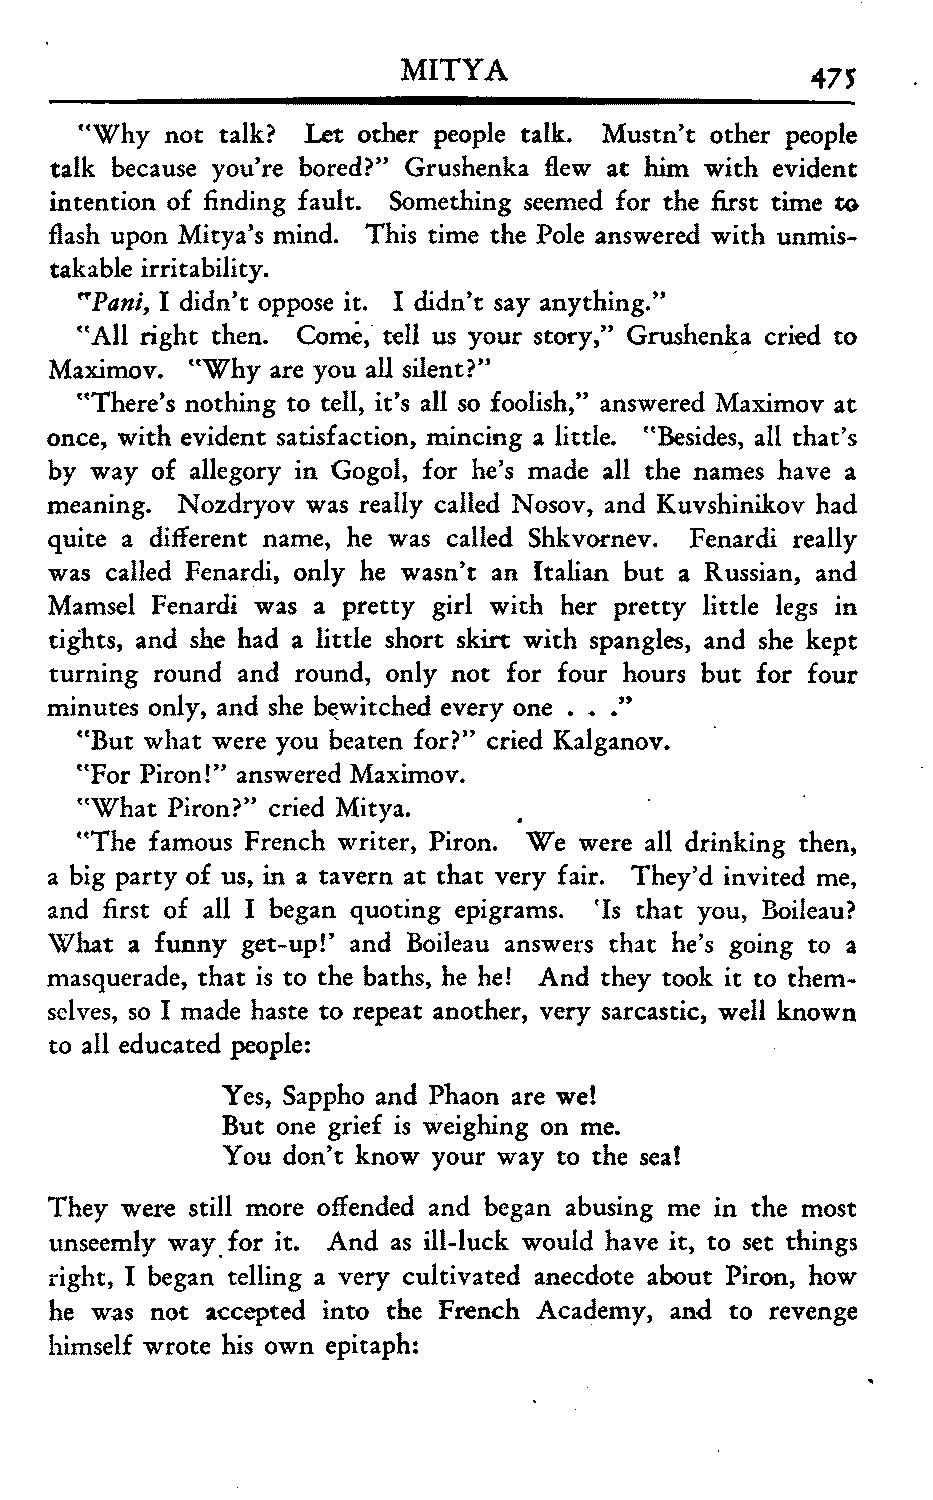 MITYA 475
"Why not talk? Let other people talk. Mustn't other people
talk because you're bored?" Grushenka flew at him with evident
intention of finding fault. Something seemed for the first time to
flash upon Mitya's mind. This time the Pole answered with unmis-
takable irritability.
"Pani, I didn't oppose it. I didn't say anything."
"All right then. Come, tell us your story," Grushenka cried to
Maximov. "Why are you all silent?"
"There's nothing to tell, it's all so foolish," answered Maximov at
once, with evident satisfaction, mincing a little. "Besides, all that's
by way of allegory in Gogol, for he's made all the names have a
meaning. Nozdryov was really called Nosov, and Kuvshinikov had
quite a different name, he was called Shkvornev. Fenardi really
was called Fenardi, only he wasn't an Italian but a Russian, and
Mamsel Fenardi was a pretty girl with her pretty little legs in
tights, and she had a little short skirt with spangles, and she kept
turning round and round, only not for four hours but for four
minutes only, and she bewitched every one . . ."
"But what were you beaten for?" cried Kalganov.
"For Piron!" answered Maximov.
"What Piron?" cried Mitya.
"The famous French writer, Piron. We were all drinking then,
a big party of us, in a tavern at that very fair. They'd invited me,
and first of all I began quoting epigrams. 'Is that you, Boileau?
What a funny get-up!' and Boileau answers that he's going to a
masquerade, that is to the baths, he he! And they took it to them-
selves, so I made haste to repeat another, very sarcastic, well known
to all educated people:
Yes, Sappho and Phaon are we!
But one grief is weighing on me.
You don't know your way to the sea!
They were still more offended and began abusing me in the most
unseemly way for it. And as ill-luck would have it, to set things
right, I began telling a very cultivated anecdote about Piron, how
he was not accepted into the French Academy, and to revenge
himself wrote his own epitaph: